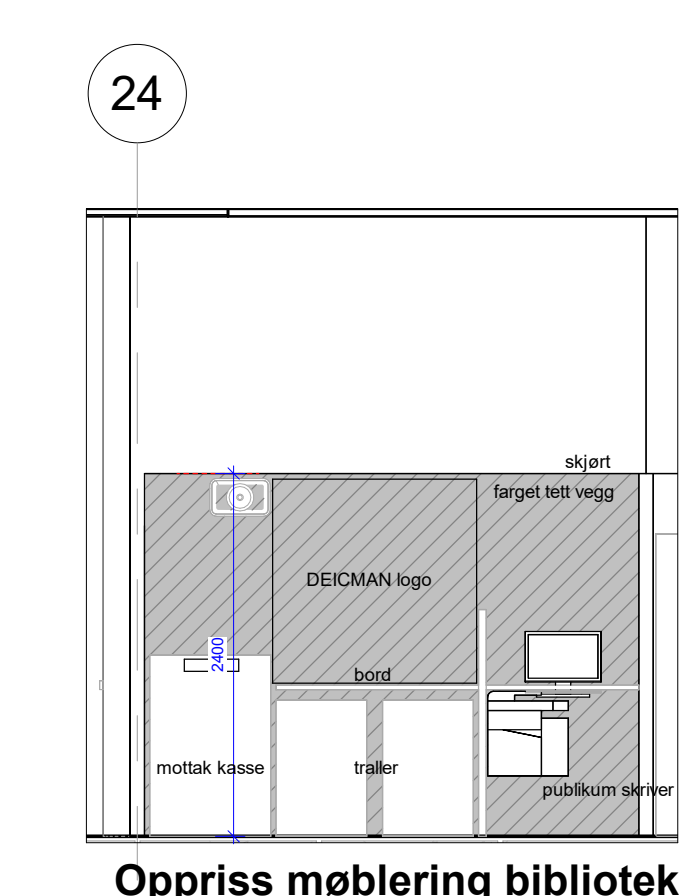 24
skjørt
farget tett vegg
DEICMAN logo
2400
bord
mottak kasse
traller
publikum skriver
Oppriss møblering bibliotek